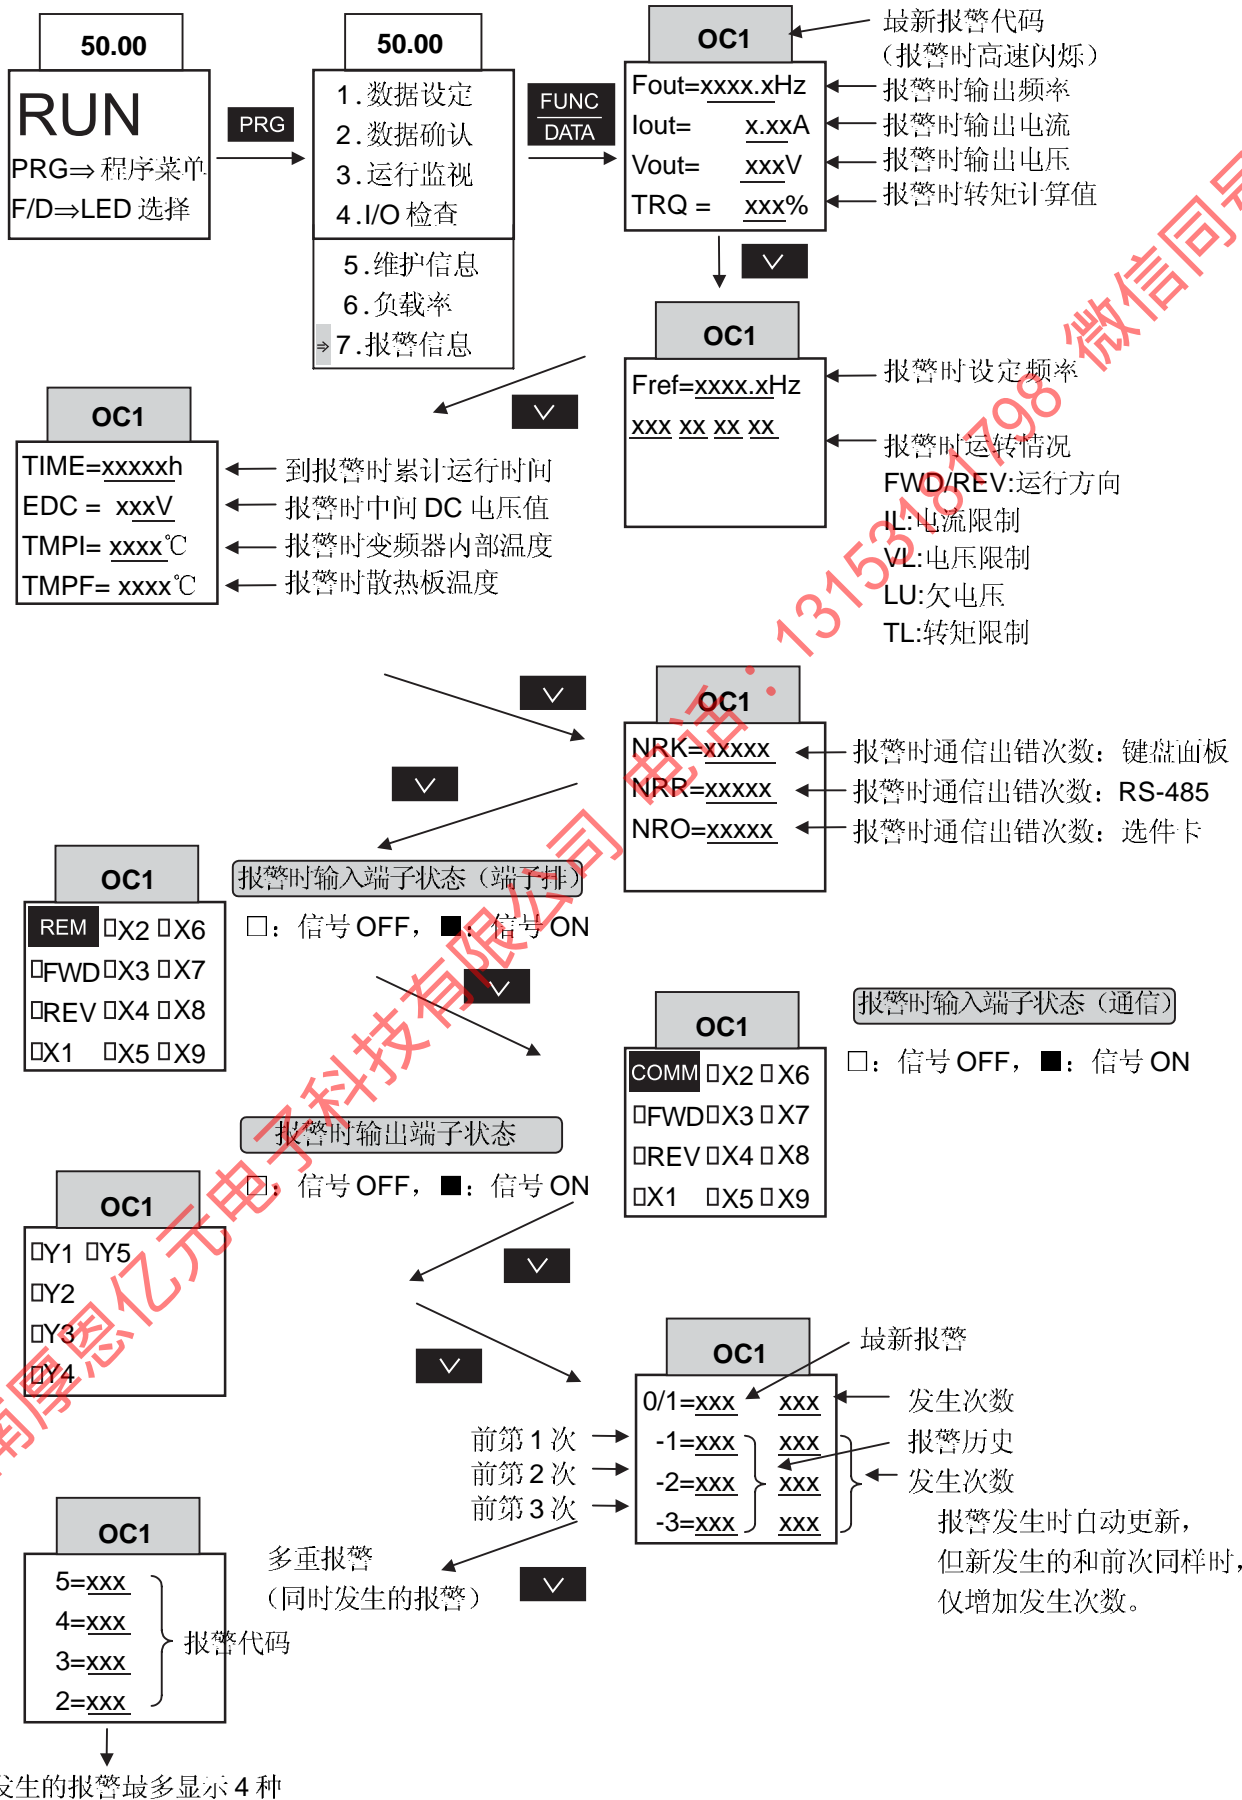 50.00
RUN
PRG⇒ 程序菜单
F/D⇒LED 选择
PRG
50.00
1.数据设定
2.数据确认
3.运行监视
4.I/O 检查
5.维护信息
6.负载率
⇒ 7.报警信息
FUNC
DATA
OC1
最新报警代码
（报警时高速闪烁）
Fout=xxxx.xHz
报警时输出频率
Iout= x.xxA
报警时输出电流
Vout= xxxV
报警时输出电压
TRQ = xxx%
报警时转矩计算值
OC1
Fref=xxxx.xHz
报警时设定频率
xxx xx xx xx
报警时运转情况
FWD/REV:运行方向
IL:电流限制
VL:电压限制
LU:欠电压
TL:转矩限制
OC1
TIME=xxxxxh
到报警时累计运行时间
EDC = xxxV
报警时中间 DC 电压值
TMPI= xxxx℃
报警时变频器内部温度
TMPF= xxxx℃
报警时散热板温度
OC1
NRK=xxxxx
报警时通信出错次数：键盘面板
NRR=xxxxx
报警时通信出错次数：RS-485
NRO=xxxxx
报警时通信出错次数：选件卡
OC1
报警时输入端子状态（端子排）
□：信号 OFF，■：信号 ON
REM □X2 □X6
□FWD □X3 □X7
□REV □X4 □X8
□X1 □X5 □X9
OC1
报警时输入端子状态（通信）
□：信号 OFF，■：信号 ON
COMM □X2 □X6
□FWD □X3 □X7
□REV □X4 □X8
□X1 □X5 □X9
报警时输出端子状态
□：信号 OFF，■：信号 ON
OC1
□Y1 □Y5
□Y2
□Y3
□Y4
OC1
最新报警
0/1=xxx xxx
发生次数
前第 1 次
-1=xxx xxx
报警历史
前第 2 次
-2=xxx xxx
发生次数
前第 3 次
-3=xxx xxx
报警发生时自动更新，
但新发生的和前次同样时，
仅增加发生次数。
多重报警
（同时发生的报警）
OC1
5=xxx
4=xxx
3=xxx
2=xxx
报警代码
发生的报警最多显示 4 种
南厚恩亿元电子科技有限公司 电话：13153181798 微信同号